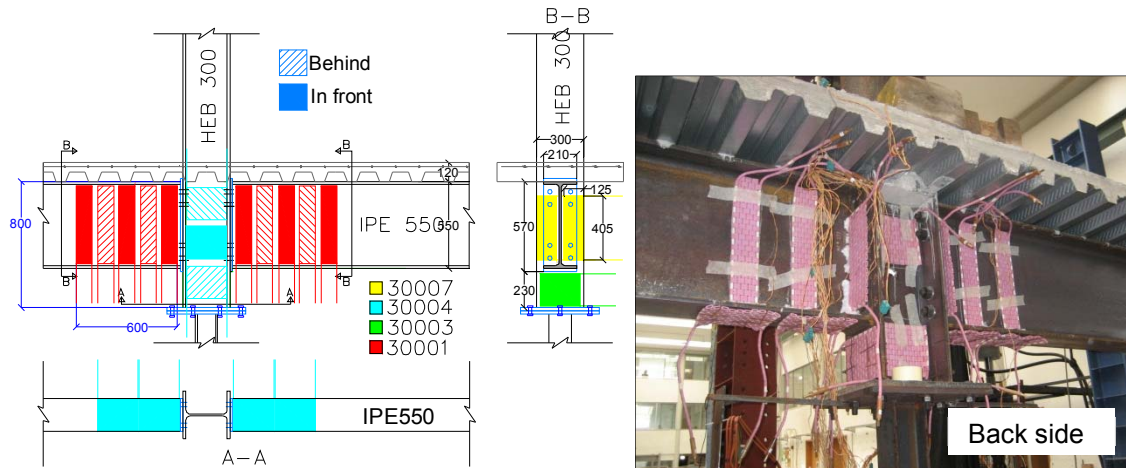 B-B
HEB 300
Behind
In front
HEB 300
B
B
300
210
120
125
800
IPE 550
550
570
405
B
B
A
A
230
600
30007
30004
30003
30001
IPE550
A-A
Back side